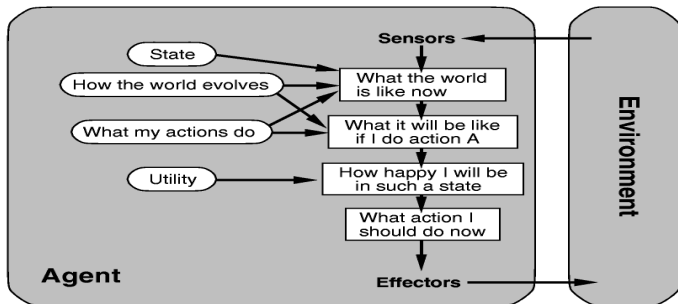 Sensors
State
What the world
is like now
How the world evolves
What my actions do
What it will be like
if I do action A
How happy I will be
in such a state
Utility
What action I
should do now
Agent
Effectors
Environment